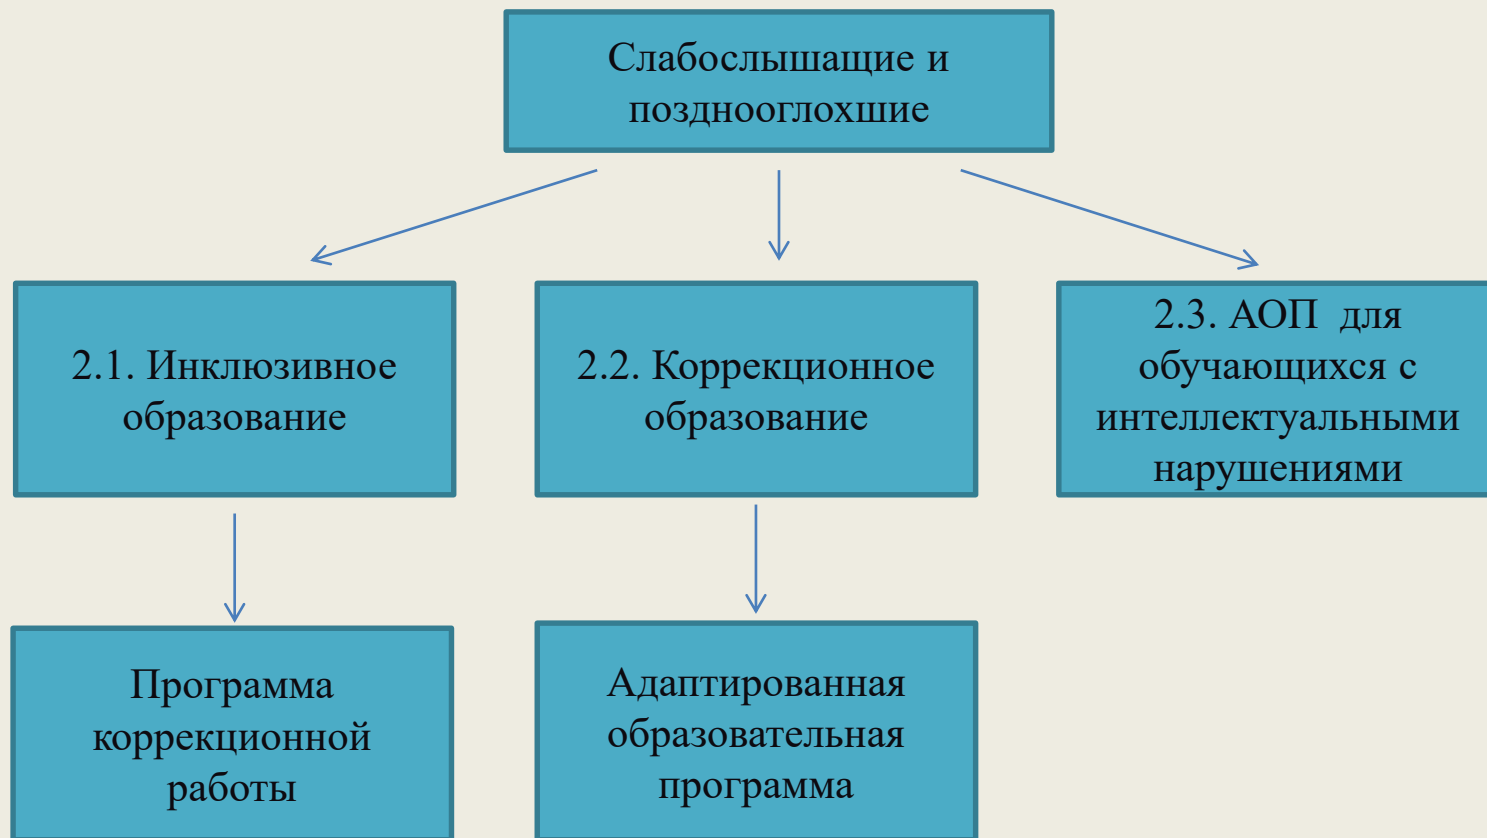 Слабослышащие и
позднооглохшие
2.1. Инклюзивное
образование
2.2. Коррекционное
образование
2.3. АОП для
обучающихся с
интеллектуальными
нарушениями
Программа
коррекционной
работы
Адаптированная
образовательная
программа